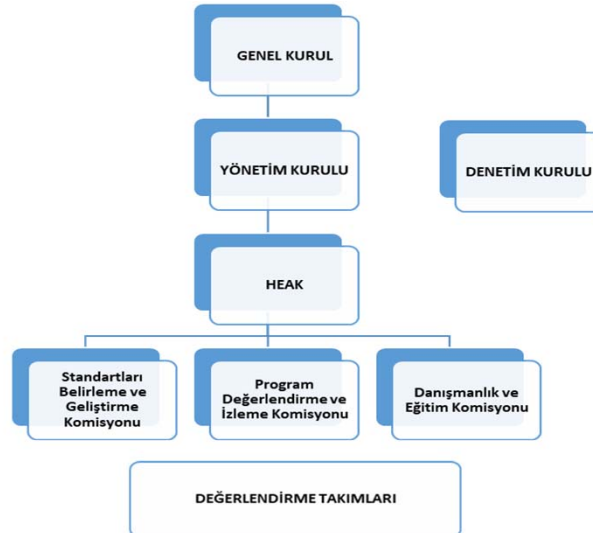 GENEL KURUL
YÖNETİM KURULU
DENETİM KURULU
HEAK
Standartları
Belirleme ve
Geliştirme
Komisyonu
Program
Değerlendirme ve
İzleme Komisyonu
Danışmanlık ve
Eğitim Komisyonu
DEĞERLENDİRME TAKIMLARI